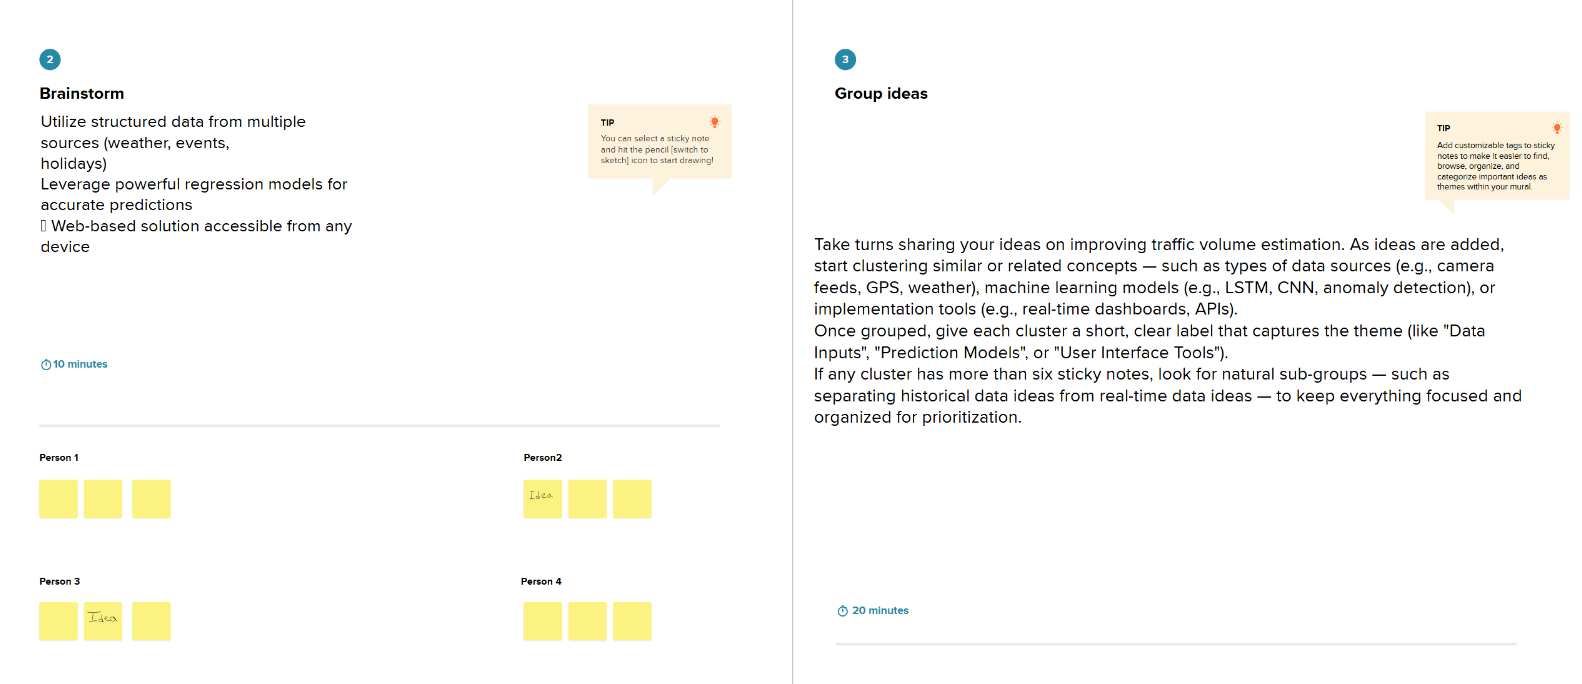 2
Brainstorm
Utilize structured data from multiple
sources (weather, events,
holidays)
Leverage powerful regression models for
accurate predictions
▯ Web-based solution accessible from any
device
TIP
You can select a sticky note
and hit the pencil [switch to
sketch] icon to start drawing!
10 minutes
Person 1
Person2
Idea
Person 3
Idea
Person 4
3
Group ideas
TIP
Add customizable tags to sticky
notes to make it easier to find,
browse, organize, and
categorize important ideas as
themes within your mural.
Take turns sharing your ideas on improving traffic volume estimation. As ideas are added,
start clustering similar or related concepts — such as types of data sources (e.g., camera
feeds, GPS, weather), machine learning models (e.g., LSTM, CNN, anomaly detection), or
implementation tools (e.g., real-time dashboards, APIs).
Once grouped, give each cluster a short, clear label that captures the theme (like "Data
Inputs", "Prediction Models", or "User Interface Tools").
If any cluster has more than six sticky notes, look for natural sub-groups — such as
separating historical data ideas from real-time data ideas — to keep everything focused and
organized for prioritization.
20 minutes